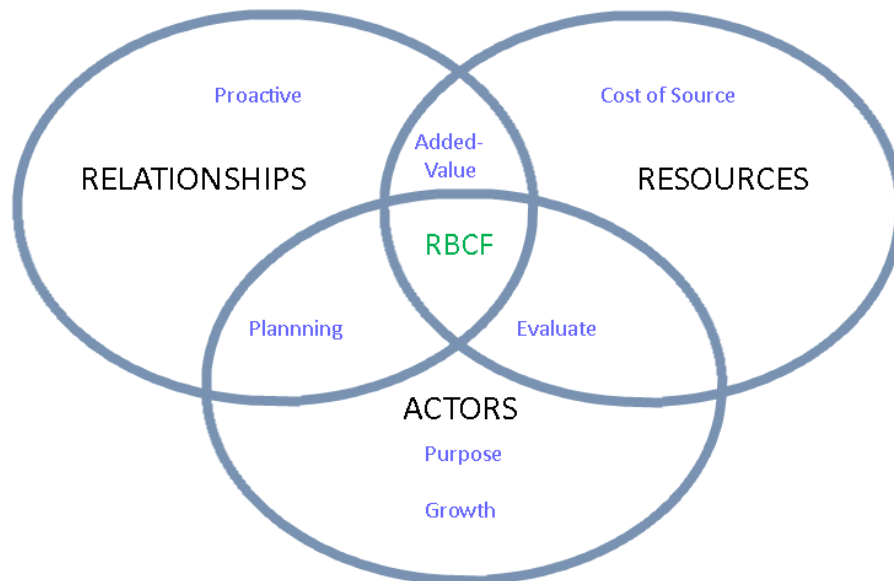 Proactive
Cost of Source
Added-
Value
RELATIONSHIPS
RESOURCES
RBCF
Plannning
Evaluate
ACTORS
Purpose
Growth